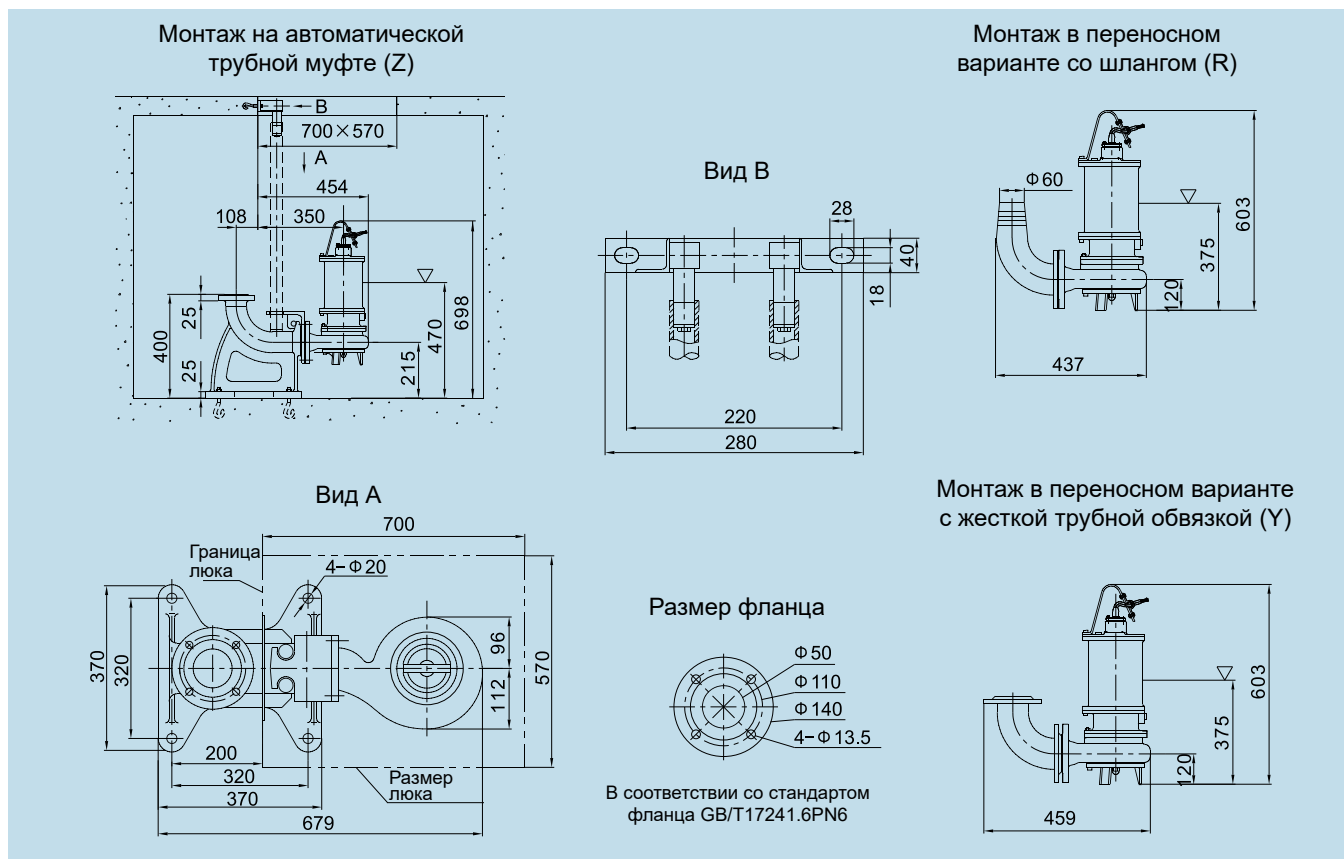 Монтаж на автоматической
трубной муфте (Z)
B
700×570
A
454
108
350
25
400
25
698
470
215
Вид B
28
40
18
220
280
Монтаж в переносном
варианте со шлангом (R)
Φ60
603
375
120
437
Вид A
700
Граница
люка
4-Φ20
370
320
96
112
570
200
320
370
679
Размер
люка
Размер фланца
Φ50
Φ110
Φ140
4-Φ13.5
В соответствии со стандартом
фланца GB/T17241.6PN6
Монтаж в переносном варианте
с жесткой трубной обвязкой (Y)
603
375
120
459